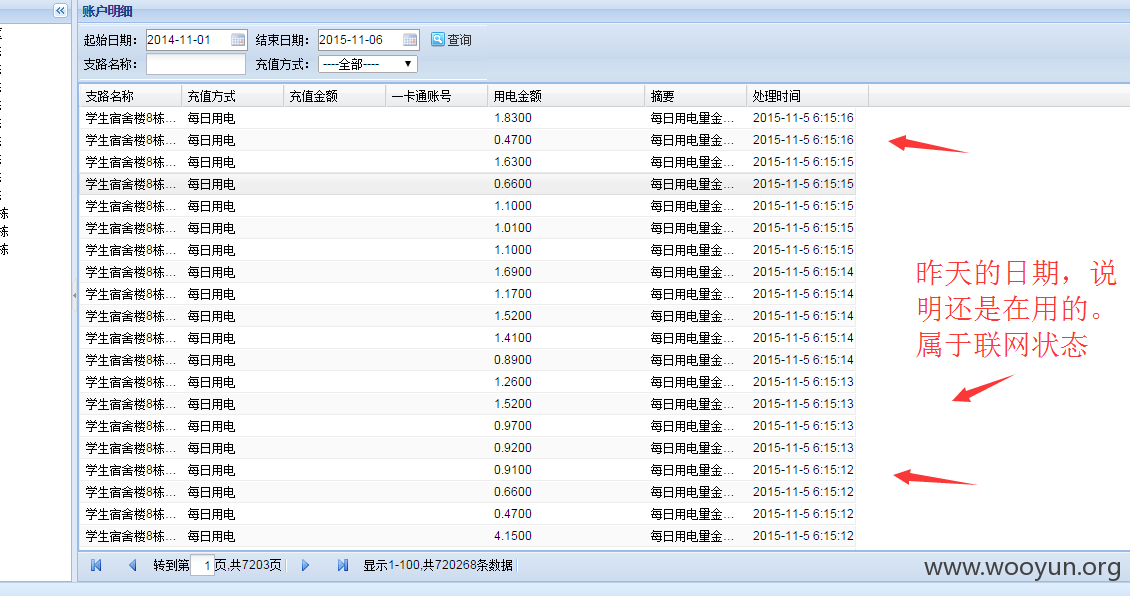 账户明细
起始日期： 2014-11-01 结束日期： 2015-11-06 查询
支路名称： 充值方式： ----全部----
支路名称 充值方式 充值金额 一卡通账号 用电金额 摘要 处理时间
学生宿舍楼8栋... 每日用电 1.8300 每日用电量金... 2015-11-5 6:15:16
学生宿舍楼8栋... 每日用电 0.4700 每日用电量金... 2015-11-5 6:15:16
学生宿舍楼8栋... 每日用电 1.6300 每日用电量金... 2015-11-5 6:15:15
学生宿舍楼8栋... 每日用电 0.6600 每日用电量金... 2015-11-5 6:15:15
学生宿舍楼8栋... 每日用电 1.1000 每日用电量金... 2015-11-5 6:15:15
学生宿舍楼8栋... 每日用电 1.0100 每日用电量金... 2015-11-5 6:15:15
学生宿舍楼8栋... 每日用电 1.1000 每日用电量金... 2015-11-5 6:15:15
学生宿舍楼8栋... 每日用电 1.6900 每日用电量金... 2015-11-5 6:15:14
学生宿舍楼8栋... 每日用电 1.1700 每日用电量金... 2015-11-5 6:15:14
学生宿舍楼8栋... 每日用电 1.5200 每日用电量金... 2015-11-5 6:15:14
学生宿舍楼8栋... 每日用电 1.4100 每日用电量金... 2015-11-5 6:15:14
学生宿舍楼8栋... 每日用电 0.8900 每日用电量金... 2015-11-5 6:15:14
学生宿舍楼8栋... 每日用电 1.2600 每日用电量金... 2015-11-5 6:15:13
学生宿舍楼8栋... 每日用电 1.5200 每日用电量金... 2015-11-5 6:15:13
学生宿舍楼8栋... 每日用电 0.9700 每日用电量金... 2015-11-5 6:15:13
学生宿舍楼8栋... 每日用电 0.9200 每日用电量金... 2015-11-5 6:15:13
学生宿舍楼8栋... 每日用电 0.9100 每日用电量金... 2015-11-5 6:15:12
学生宿舍楼8栋... 每日用电 0.6600 每日用电量金... 2015-11-5 6:15:12
学生宿舍楼8栋... 每日用电 0.4700 每日用电量金... 2015-11-5 6:15:12
学生宿舍楼8栋... 每日用电 4.1500 每日用电量金... 2015-11-5 6:15:12
昨天的日期，说
明还是在用的。
属于联网状态
栋
栋
栋
转到第 1 页,共7203页 显示1-100,共720268条数据
www.wooyun.org